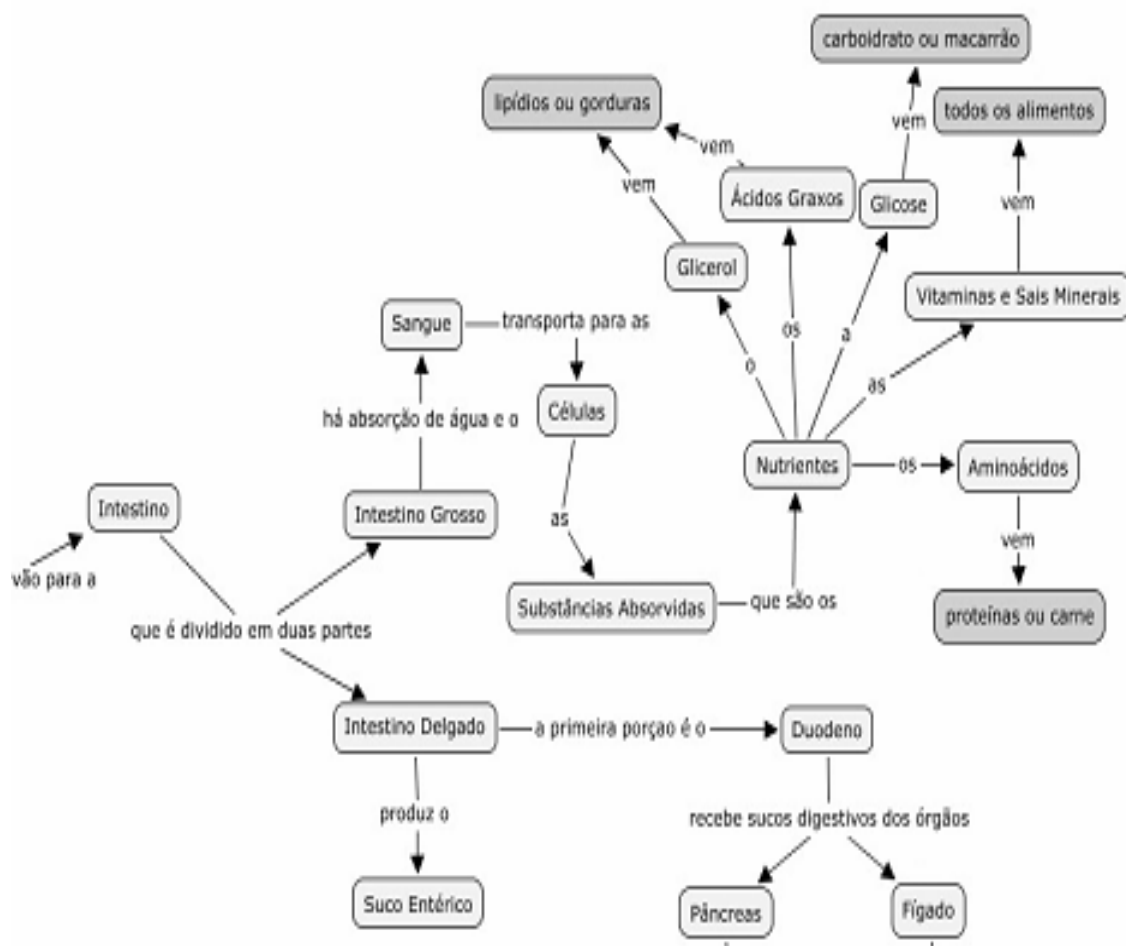 carboidrato ou macarrão
lipídios ou gorduras
todos os alimentos
vem
vem
vem
Ácidos Graxos
Glicose
vem
Glicerol
Vitaminas e Sais Minerais
Sangue
transporta para as
os
a
o
as
Células
há absorção de água e o
Nutrientes
os
Aminoácidos
Intestino
Intestino Grosso
as
vem
vão para a
Substâncias Absorvidas
que são os
proteínas ou carne
que é dividido em duas partes
Intestino Delgado
a primeira porçao é o
Duodeno
produz o
recebe sucos digestivos dos órgãos
Suco Entérico
Pâncreas
Fígado